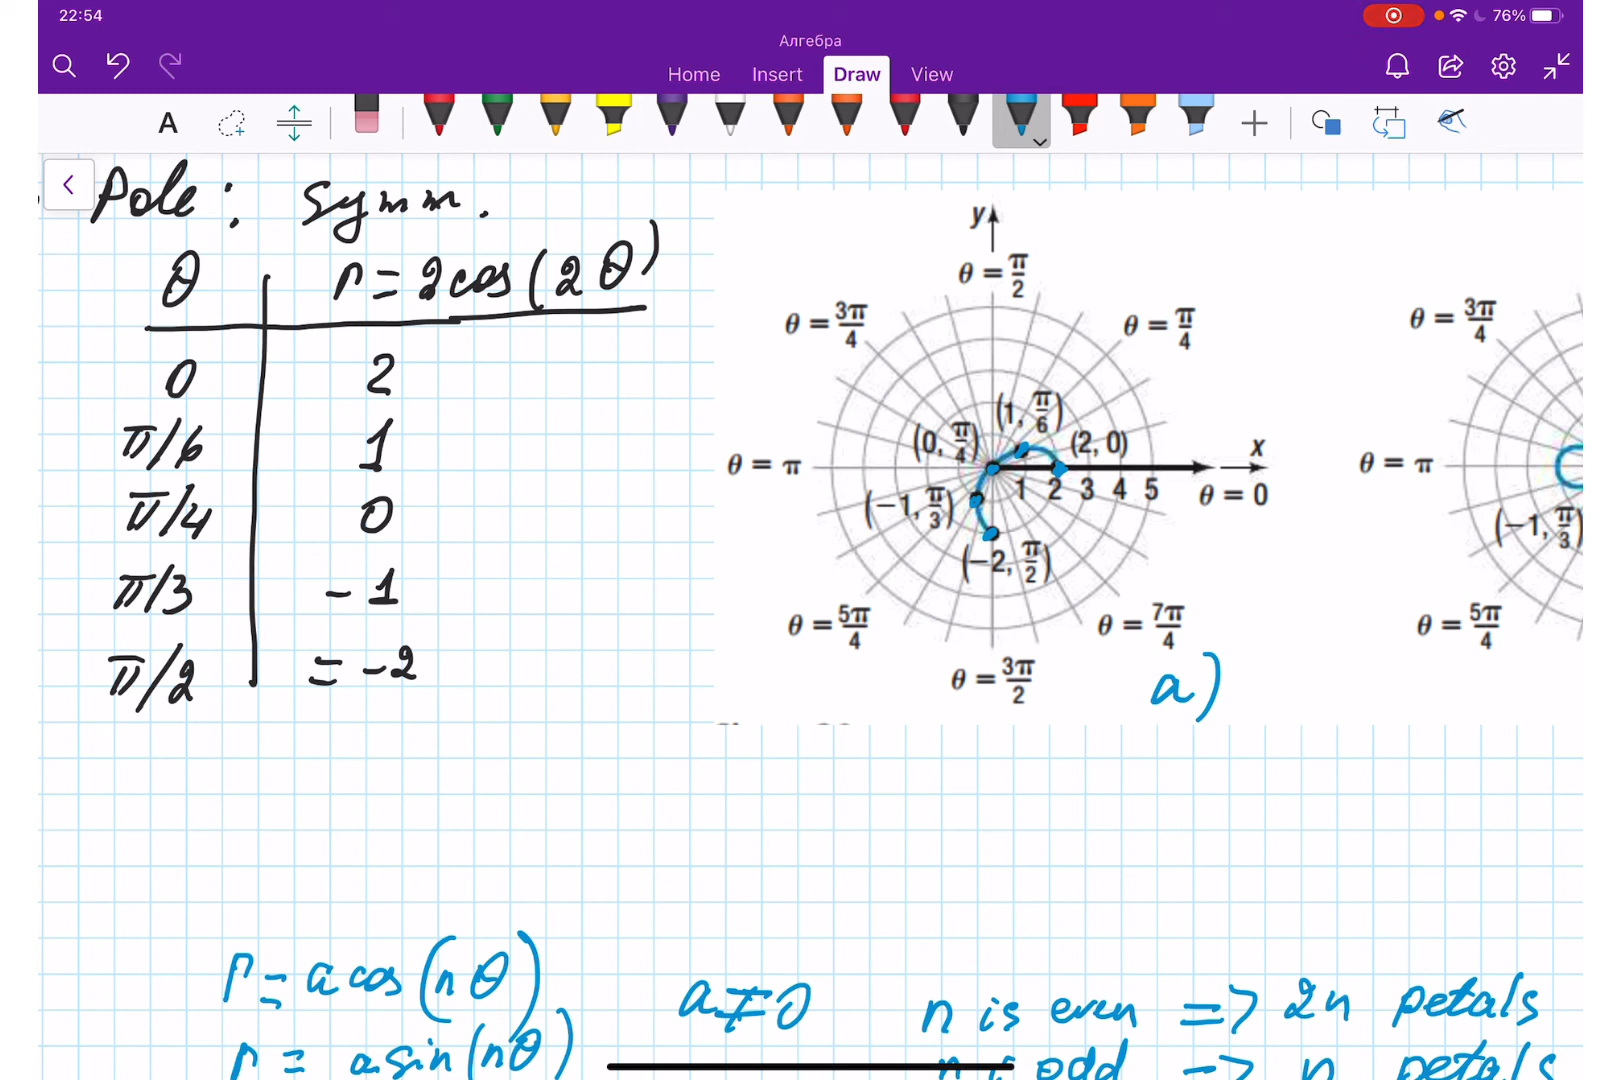 22:54
76%
Алгебра
Home Insert Draw View
A
Pole: Symm.
θ r = 2cos(2θ)
0 2
π/6 1
π/4 0
π/3 -1
π/2 = -2
y
θ = π/2
θ = 3π/4
θ = π/4
(1, π/6)
(0, π/4)
(2, 0)
x
θ = π
1 2 3 4 5
θ = 0
(−1, π/3)
(−2, π/2)
θ = 5π/4
θ = 7π/4
θ = 3π/2
a)
θ = 3π/4
θ = π
(−1, π/3)
θ = 5π/4
r = a cos(nθ) a≠0 n is even => 2n petals
r = a sin(nθ) n is odd => n petals